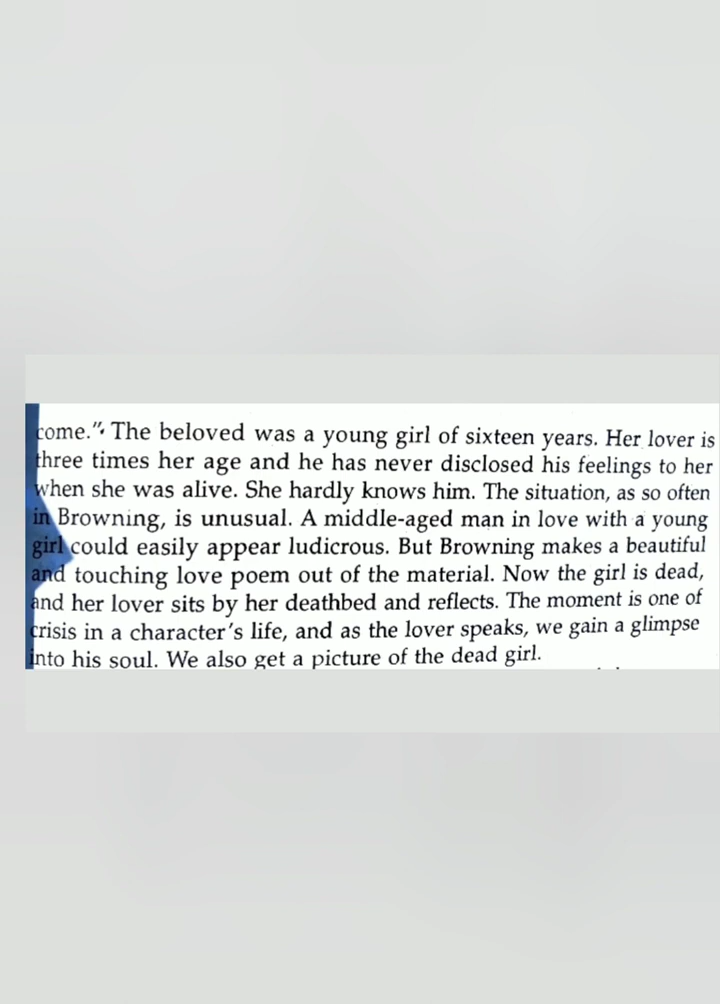 come." The beloved was a young girl of sixteen years. Her lover is
three times her age and he has never disclosed his feelings to her
when she was alive. She hardly knows him. The situation, as so often
in Browning, is unusual. A middle-aged man in love with a young
girl could easily appear ludicrous. But Browning makes a beautiful
and touching love poem out of the material. Now the girl is dead,
and her lover sits by her deathbed and reflects. The moment is one of
crisis in a character's life, and as the lover speaks, we gain a glimpse
into his soul. We also get a picture of the dead girl.